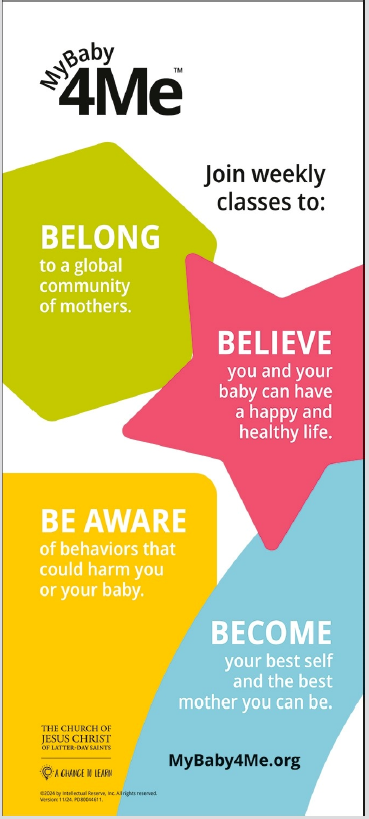 MyBaby
4Me™
Join weekly
classes to:
BELONG
to a global
community
of mothers.
BELIEVE
you and your
baby can have
a happy and
healthy life.
BE AWARE
of behaviors that
could harm you
or your baby.
BECOME
your best self
and the best
mother you can be.
THE CHURCH OF
JESUS CHRIST
OF LATTER-DAY SAINTS
A CHANCE TO LEARN
MyBaby4Me.org
©2024 by Intellectual Reserve, Inc. All rights reserved.
Version: 11/24. PD80044811.